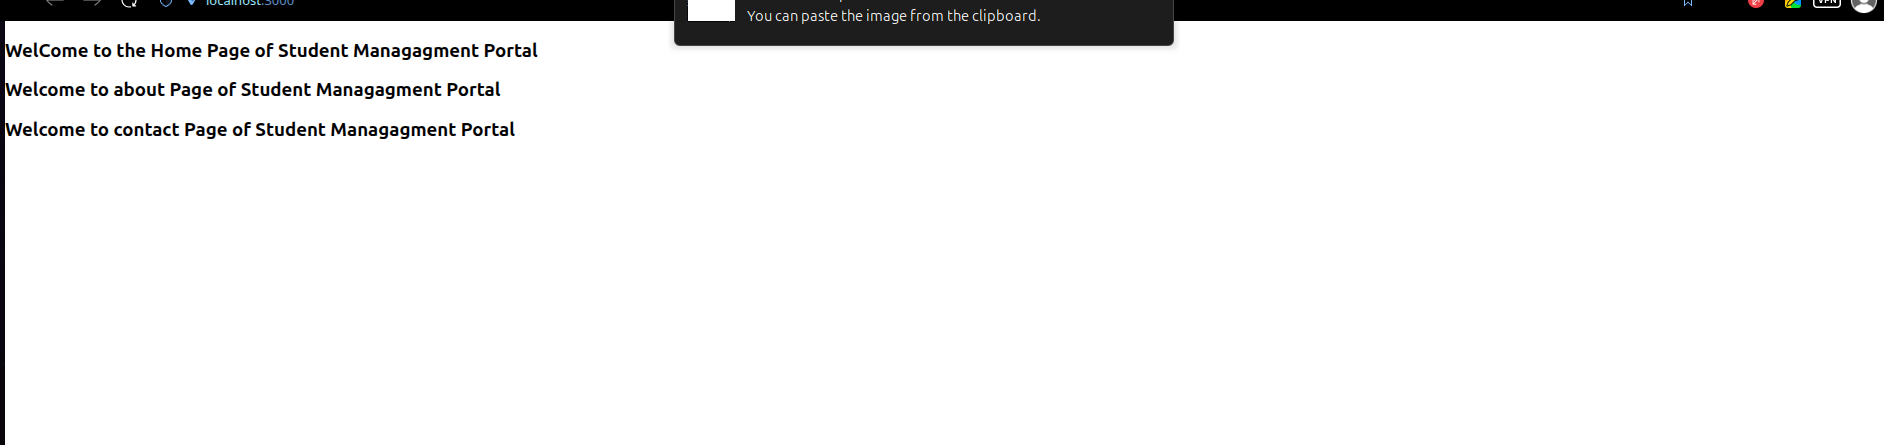 localhost:3000
You can paste the image from the clipboard.
VPN
WelCome to the Home Page of Student Managagment Portal
Welcome to about Page of Student Managagment Portal
Welcome to contact Page of Student Managagment Portal